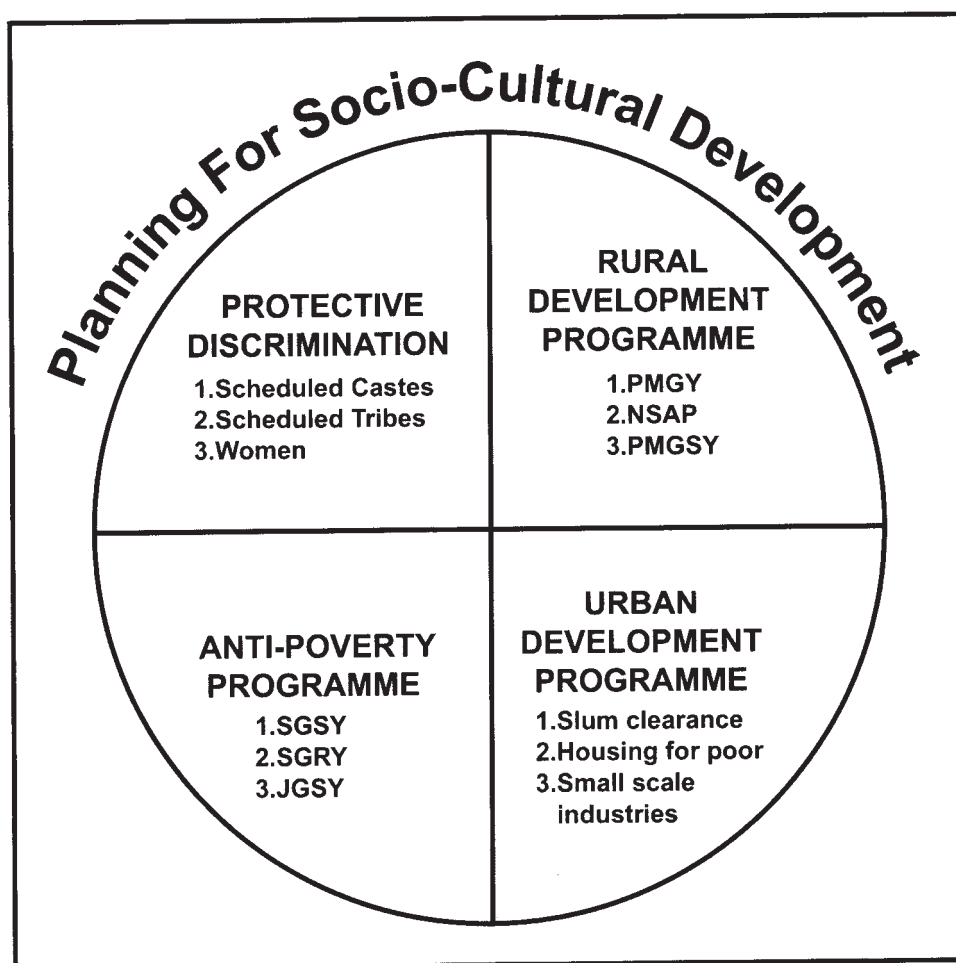 Planning For Socio-Cultural Development
PROTECTIVE
DISCRIMINATION
1.Scheduled Castes
2.Scheduled Tribes
3.Women
RURAL
DEVELOPMENT
PROGRAMME
1.PMGY
2.NSAP
3.PMGSY
ANTI-POVERTY
PROGRAMME
1.SGSY
2.SGRY
3.JGSY
URBAN
DEVELOPMENT
PROGRAMME
1.Slum clearance
2.Housing for poor
3.Small scale
industries